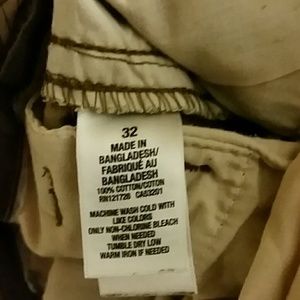 32
MADE IN
BANGLADESH/
FABRIQUÉ AU
BANGLADESH
100% COTTON/COTON
RN121726 CA53201
MACHINE WASH COLD WITH
LIKE COLORS
ONLY NON-CHLORINE BLEACH
WHEN NEEDED
TUMBLE DRY LOW
WARM IRON IF NEEDED